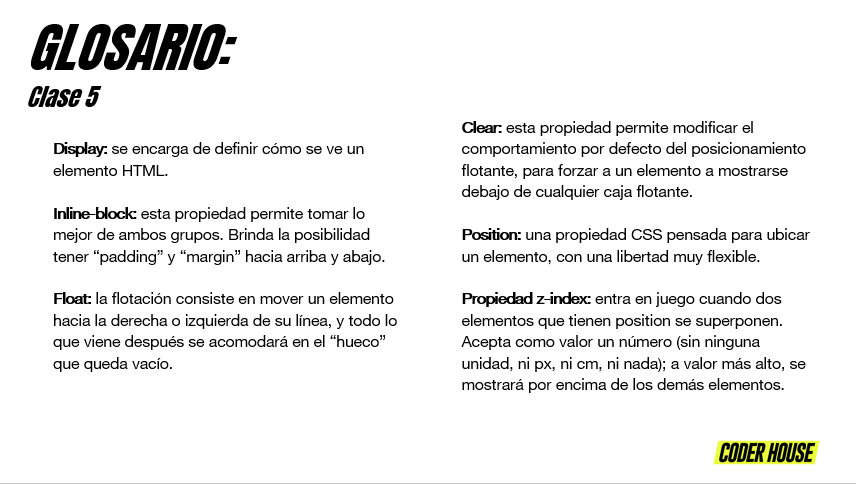 GLOSARIO:
Clase 5
Display: se encarga de definir cómo se ve un
elemento HTML.
Inline-block: esta propiedad permite tomar lo
mejor de ambos grupos. Brinda la posibilidad
tener “padding” y “margin” hacia arriba y abajo.
Float: la flotación consiste en mover un elemento
hacia la derecha o izquierda de su línea, y todo lo
que viene después se acomodará en el “hueco”
que queda vacío.
Clear: esta propiedad permite modificar el
comportamiento por defecto del posicionamiento
flotante, para forzar a un elemento a mostrarse
debajo de cualquier caja flotante.
Position: una propiedad CSS pensada para ubicar
un elemento, con una libertad muy flexible.
Propiedad z-index: entra en juego cuando dos
elementos que tienen position se superponen.
Acepta como valor un número (sin ninguna
unidad, ni px, ni cm, ni nada); a valor más alto, se
mostrará por encima de los demás elementos.
CODER HOUSE